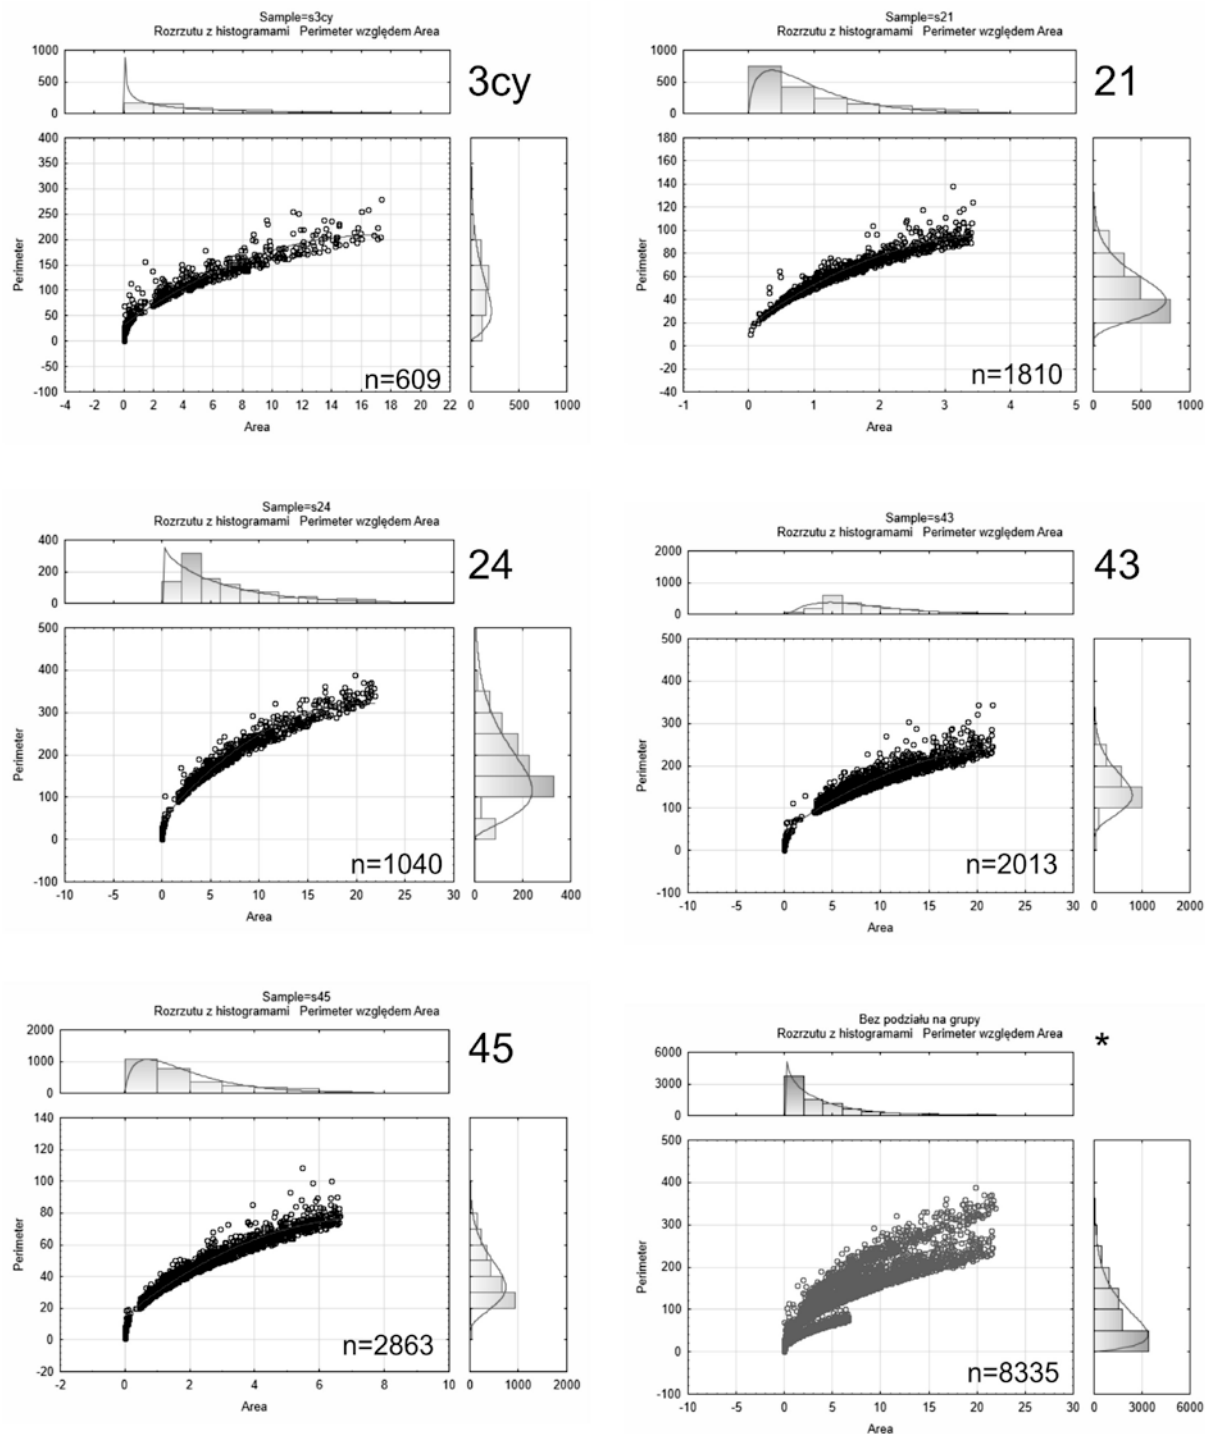 Sample=s3cy
Rozrzutu z histogramami Perimeter względem Area
3cy
1000
500
0
400
350
300
250
200
150
100
50
0
-50
-100
Perimeter
n=609
-4 -2 0 2 4 6 8 10 12 14 16 18 20 22
0 500 1000
Area
Sample=s21
Rozrzutu z histogramami Perimeter względem Area
21
1000
500
0
180
160
140
120
100
80
60
40
20
0
-20
-40
Perimeter
n=1810
-1 0 1 2 3 4 5
0 500 1000
Area
Sample=s24
Rozrzutu z histogramami Perimeter względem Area
24
400
200
0
500
400
300
200
100
0
-100
Perimeter
n=1040
-10 -5 0 5 10 15 20 25 30
0 100 200 300 400
Area
Sample=s43
Rozrzutu z histogramami Perimeter względem Area
43
2000
1000
0
500
400
300
200
100
0
-100
Perimeter
n=2013
-10 -5 0 5 10 15 20 25 30
0 1000 2000
Area
Sample=s45
Rozrzutu z histogramami Perimeter względem Area
45
2000
1000
0
140
120
100
80
60
40
20
0
-20
Perimeter
n=2863
-2 0 2 4 6 8 10
0 1000 2000
Area
Bez podziału na grupy
Rozrzutu z histogramami Perimeter względem Area
*
6000
3000
0
500
400
300
200
100
0
-100
Perimeter
n=8335
-10 -5 0 5 10 15 20 25 30
0 3000 6000
Area